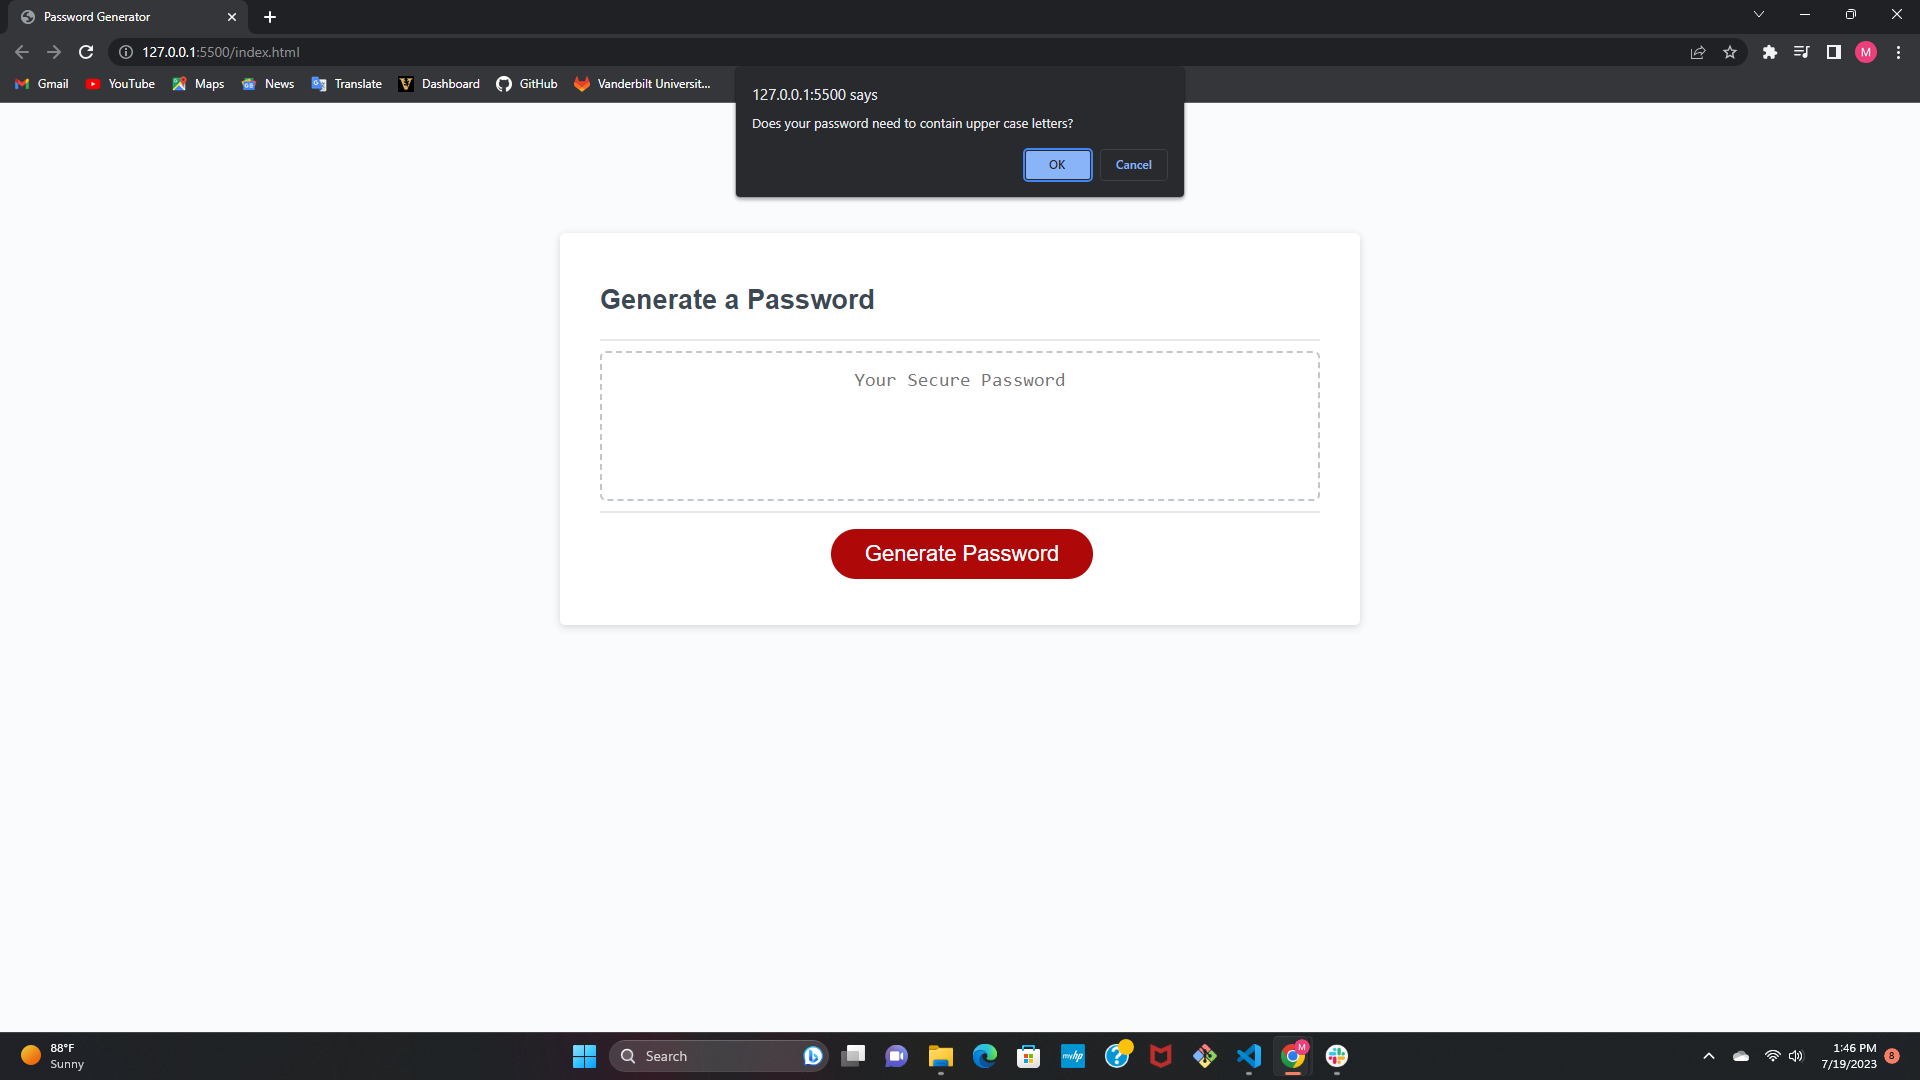 Password Generator
127.0.0.1:5500/index.html
M
Gmail
YouTube
Maps
News
Translate
Dashboard
GitHub
Vanderbilt Universit...
127.0.0.1:5500 says
Does your password need to contain upper case letters?
OK
Cancel
Generate a Password
Your Secure Password
Generate Password
88°F
Sunny
Search
myhp
M
1:46 PM
7/19/2023
8